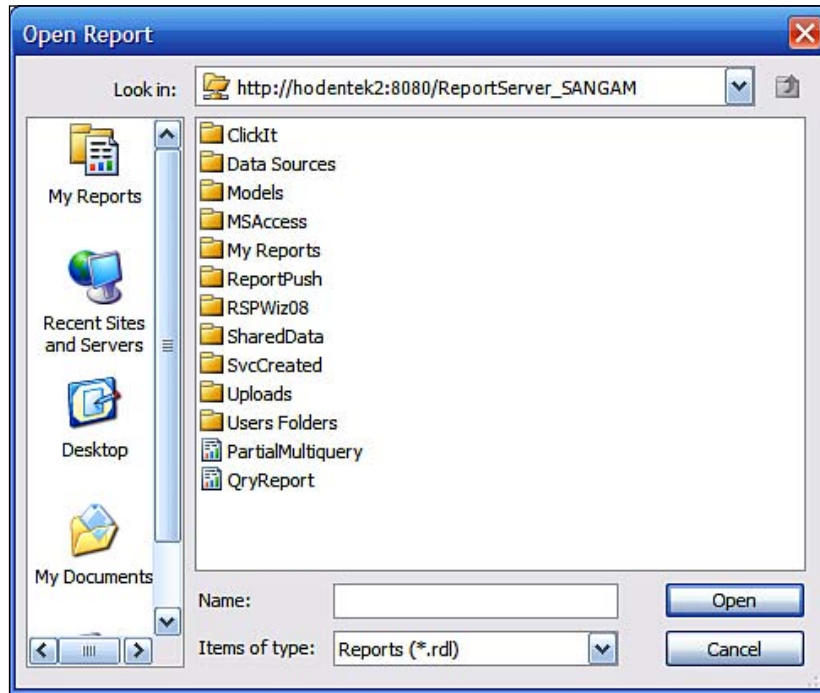 Open Report
Look in:
http://hodentek2:8080/ReportServer_SANGAM
My Reports
Recent Sites
and Servers
Desktop
My Documents
ClickIt
Data Sources
Models
MSAccess
My Reports
ReportPush
RSPWiz08
SharedData
SvcCreated
Uploads
Users Folders
PartialMultiquery
QryReport
Name:
Open
Items of type:
Reports (*.rdl)
Cancel